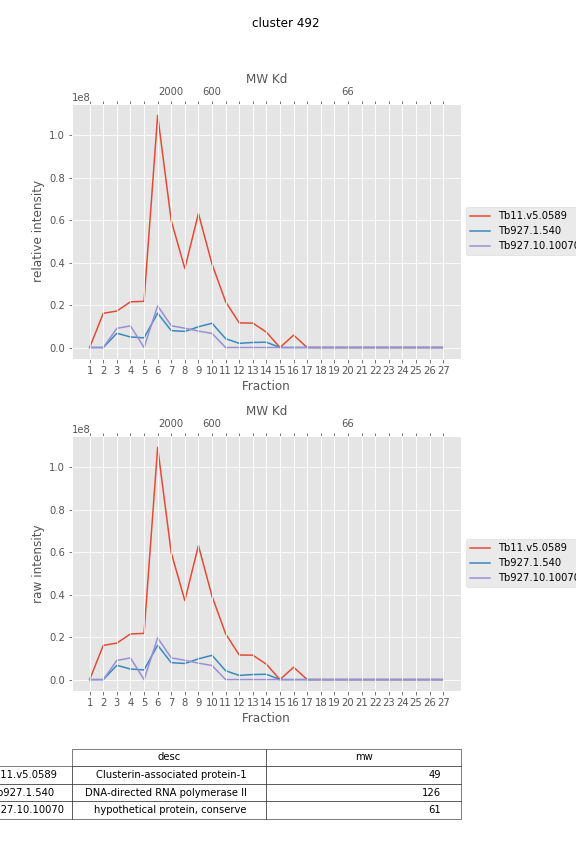 cluster 492
MW Kd
2000 600 66
1e8
1.0
0.8
0.6
0.4
0.2
0.0
relative intensity
1 2 3 4 5 6 7 8 9 10 11 12 13 14 15 16 17 18 19 20 21 22 23 24 25 26 27
Fraction
Tb11.v5.0589
Tb927.1.540
Tb927.10.10070
MW Kd
2000 600 66
1e8
1.0
0.8
0.6
0.4
0.2
0.0
raw intensity
1 2 3 4 5 6 7 8 9 10 11 12 13 14 15 16 17 18 19 20 21 22 23 24 25 26 27
Fraction
Tb11.v5.0589
Tb927.1.540
Tb927.10.10070
desc mw
11.v5.0589 Clusterin-associated protein-1 49
b927.1.540 DNA-directed RNA polymerase II 126
27.10.10070 hypothetical protein, conserve 61